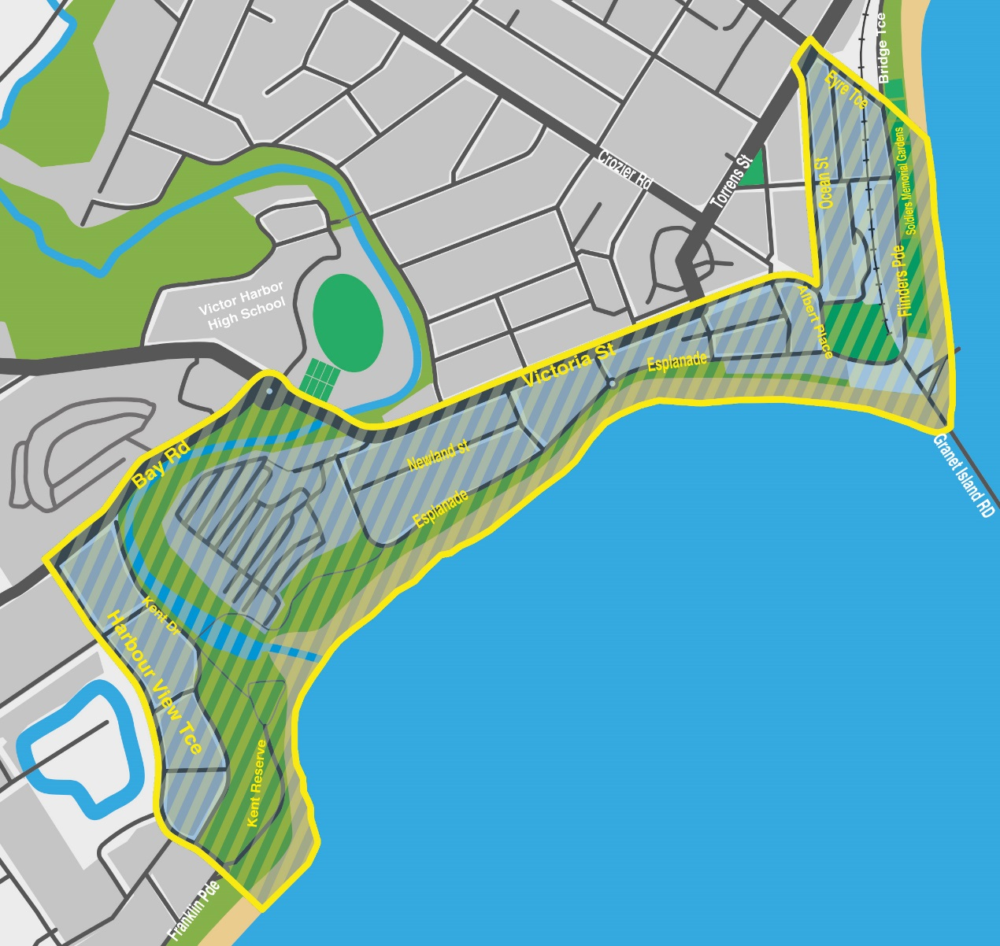 Bridge Tce
Eyre Tce
Crozier Rd
Torrens St
Ocean St
Soldiers Memorial Gardens
Flinders Pde
Victor Harbor
High School
Albert Place
Victoria St
Esplanade
Newland st
Esplanade
Bay Rd
Granet Island RD
Kent Dr
Harbour View Tce
Kent Reserve
Franklin Pde